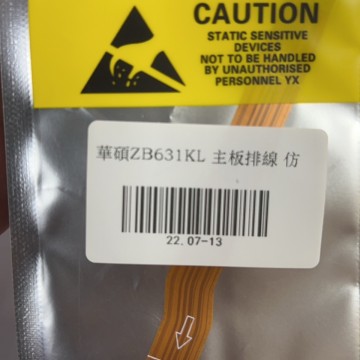 CAUTION
STATIC SENSITIVE
DEVICES
NOT TO BE HANDLED
BY UNAUTHORISED
PERSONNEL YX
華碩ZB631KL 主板排線 仿
22.07-13